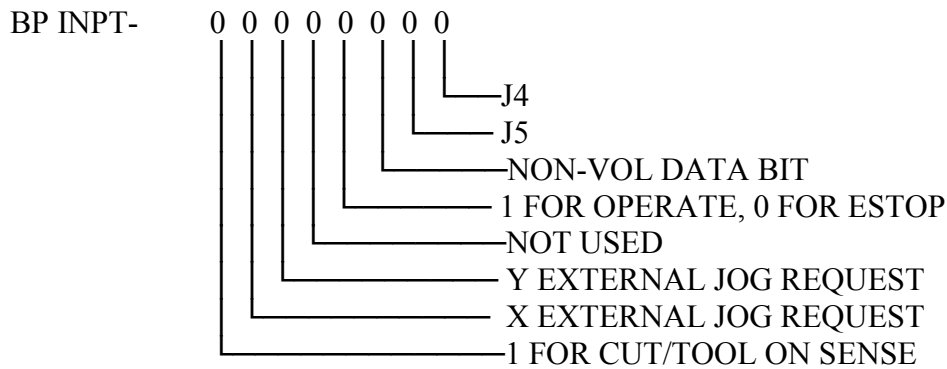 BP INPT- 0 0 0 0 0 0 0 0
J4
J5
NON-VOL DATA BIT
1 FOR OPERATE, 0 FOR ESTOP
NOT USED
Y EXTERNAL JOG REQUEST
X EXTERNAL JOG REQUEST
1 FOR CUT/TOOL ON SENSE